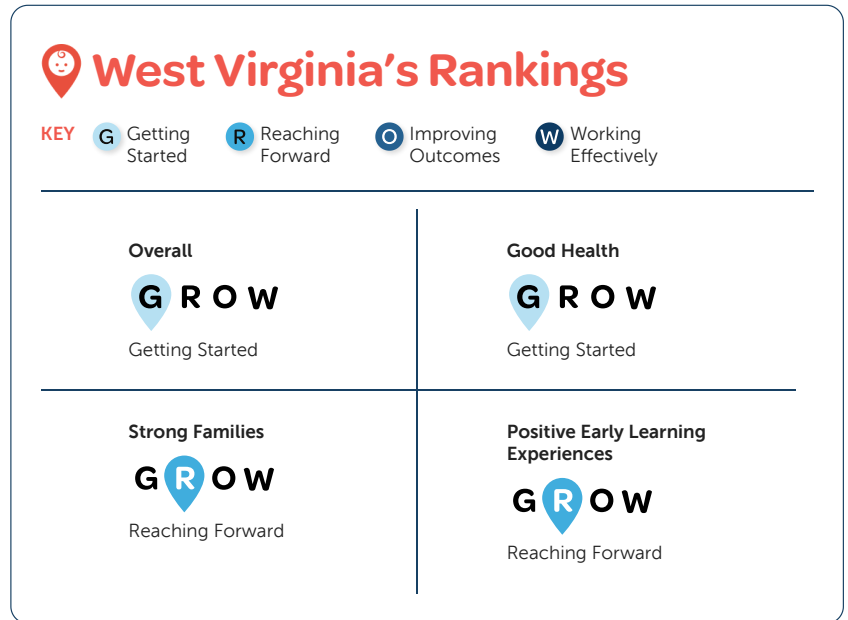 West Virginia's Rankings
KEY
G Getting Started
R Reaching Forward
O Improving Outcomes
W Working Effectively
Overall
G R O W
Getting Started
Good Health
G R O W
Getting Started
Strong Families
G R O W
Reaching Forward
Positive Early Learning
Experiences
G R O W
Reaching Forward